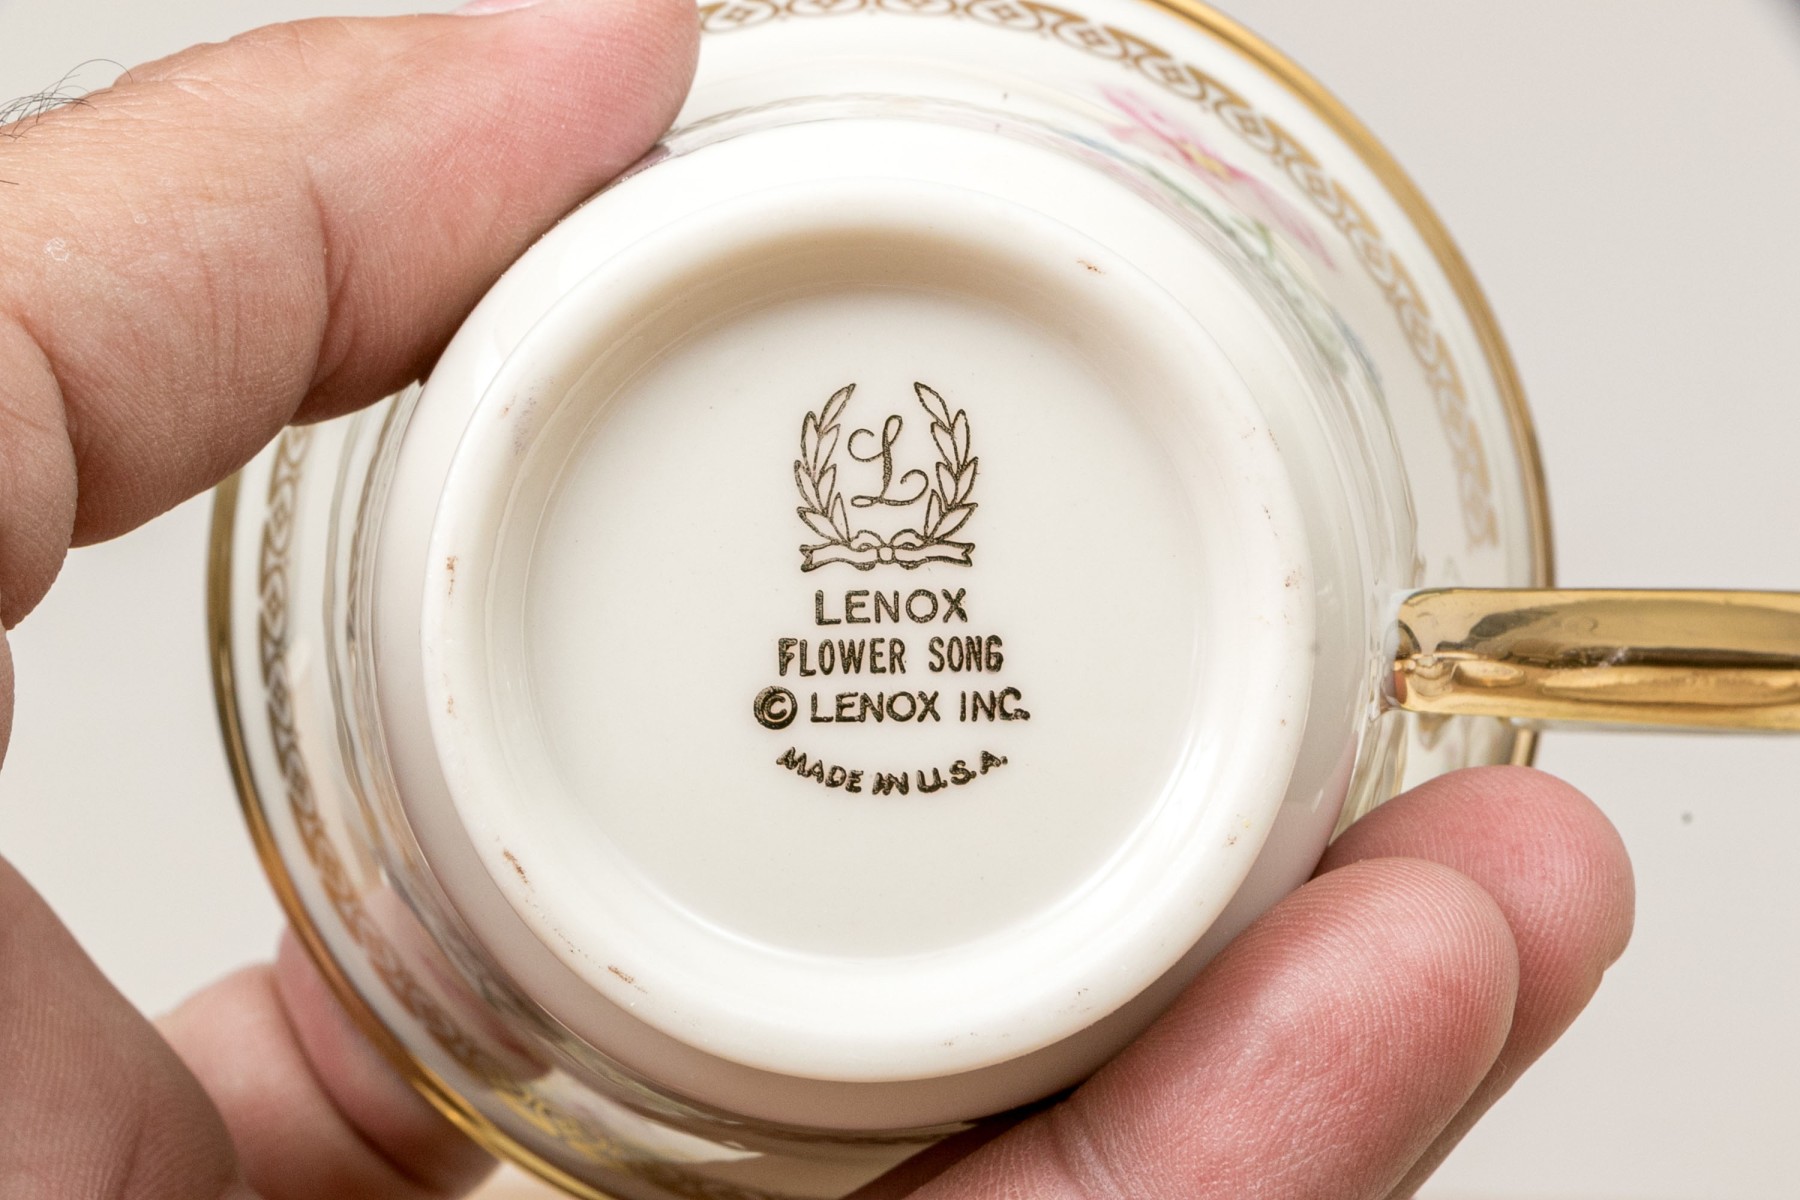 L
LENOX
FLOWER SONG
© LENOX INC.
MADE IN U.S.A.